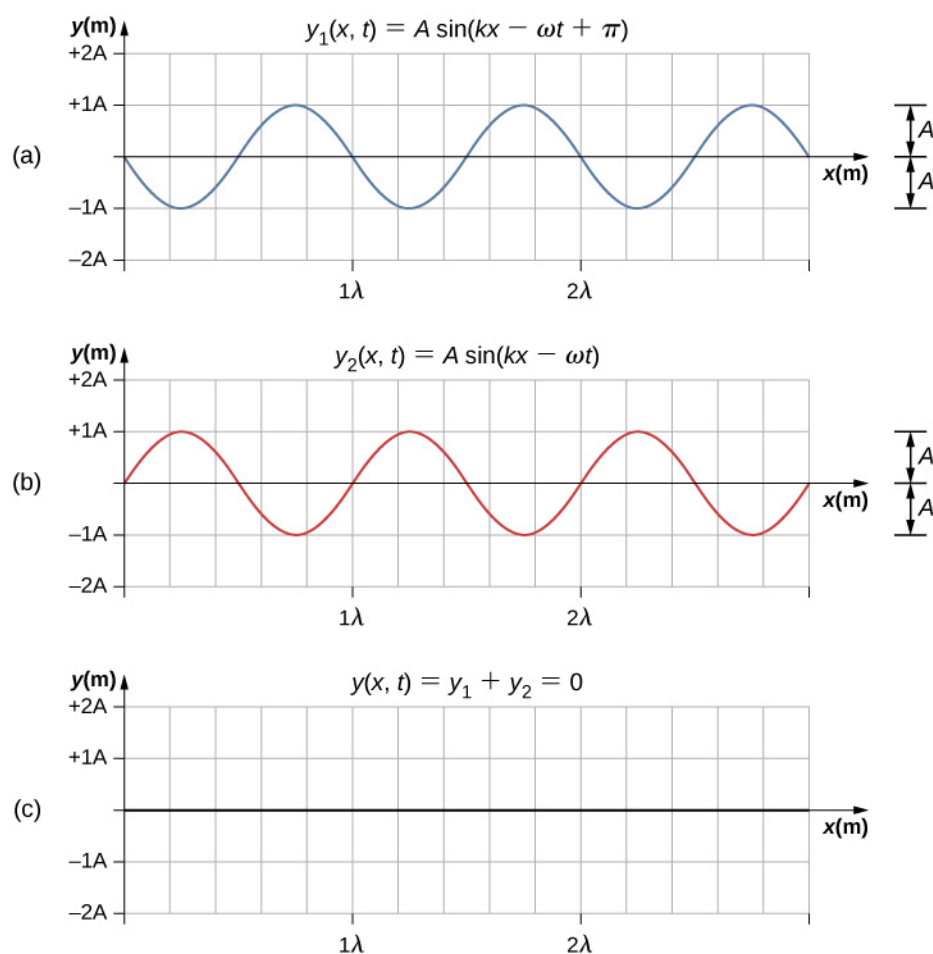 y(m)
y₁(x, t) = A sin(kx − ωt + π)
+2A
+1A
A
(a)
x(m)
A
−1A
−2A
1λ 2λ
y(m)
y₂(x, t) = A sin(kx − ωt)
+2A
+1A
A
(b)
x(m)
A
−1A
−2A
1λ 2λ
y(m)
y(x, t) = y₁ + y₂ = 0
+2A
+1A
(c)
x(m)
−1A
−2A
1λ 2λ